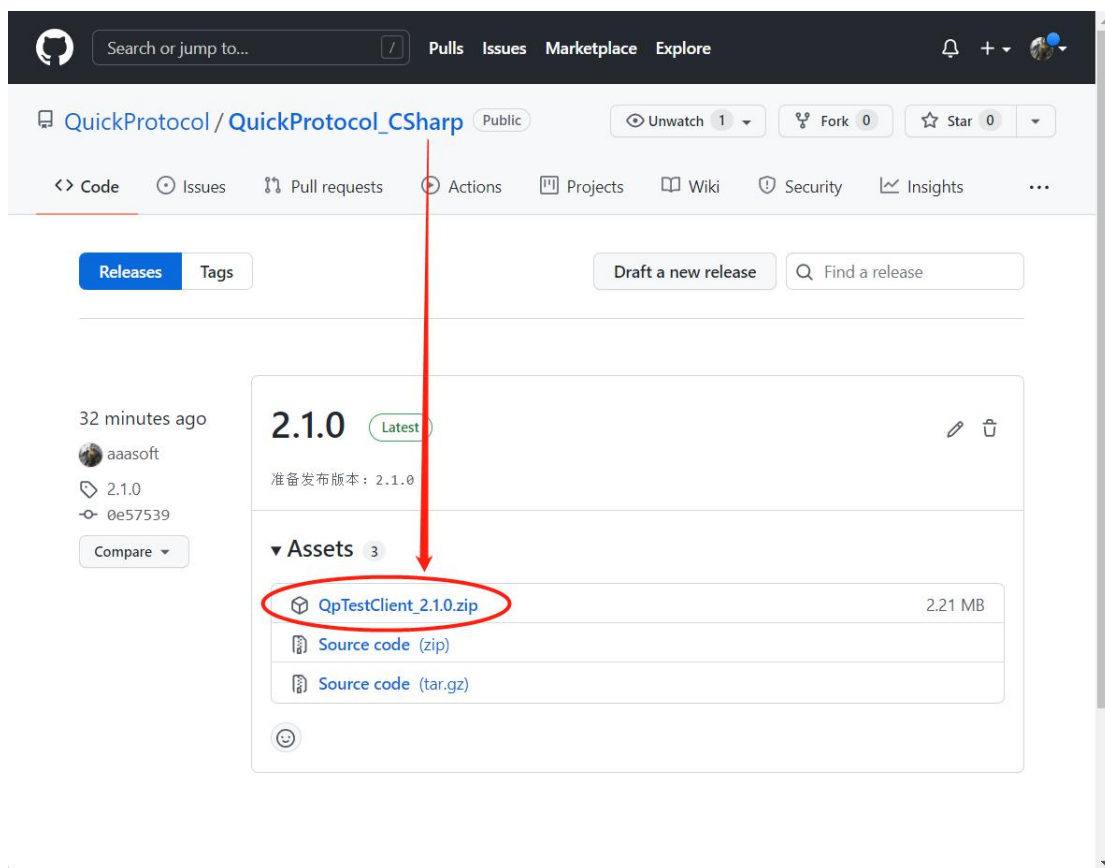 Search or jump to... / Pulls Issues Marketplace Explore
QuickProtocol / QuickProtocol_CSharp Public Unwatch 1 Fork 0 Star 0
<> Code Issues Pull requests Actions Projects Wiki Security Insights ...
Releases Tags Draft a new release Find a release
32 minutes ago
aaasoft
2.1.0
0e57539
Compare
2.1.0 Latest
准备发布版本: 2.1.0
Assets 3
QpTestClient_2.1.0.zip 2.21 MB
Source code (zip)
Source code (tar.gz)